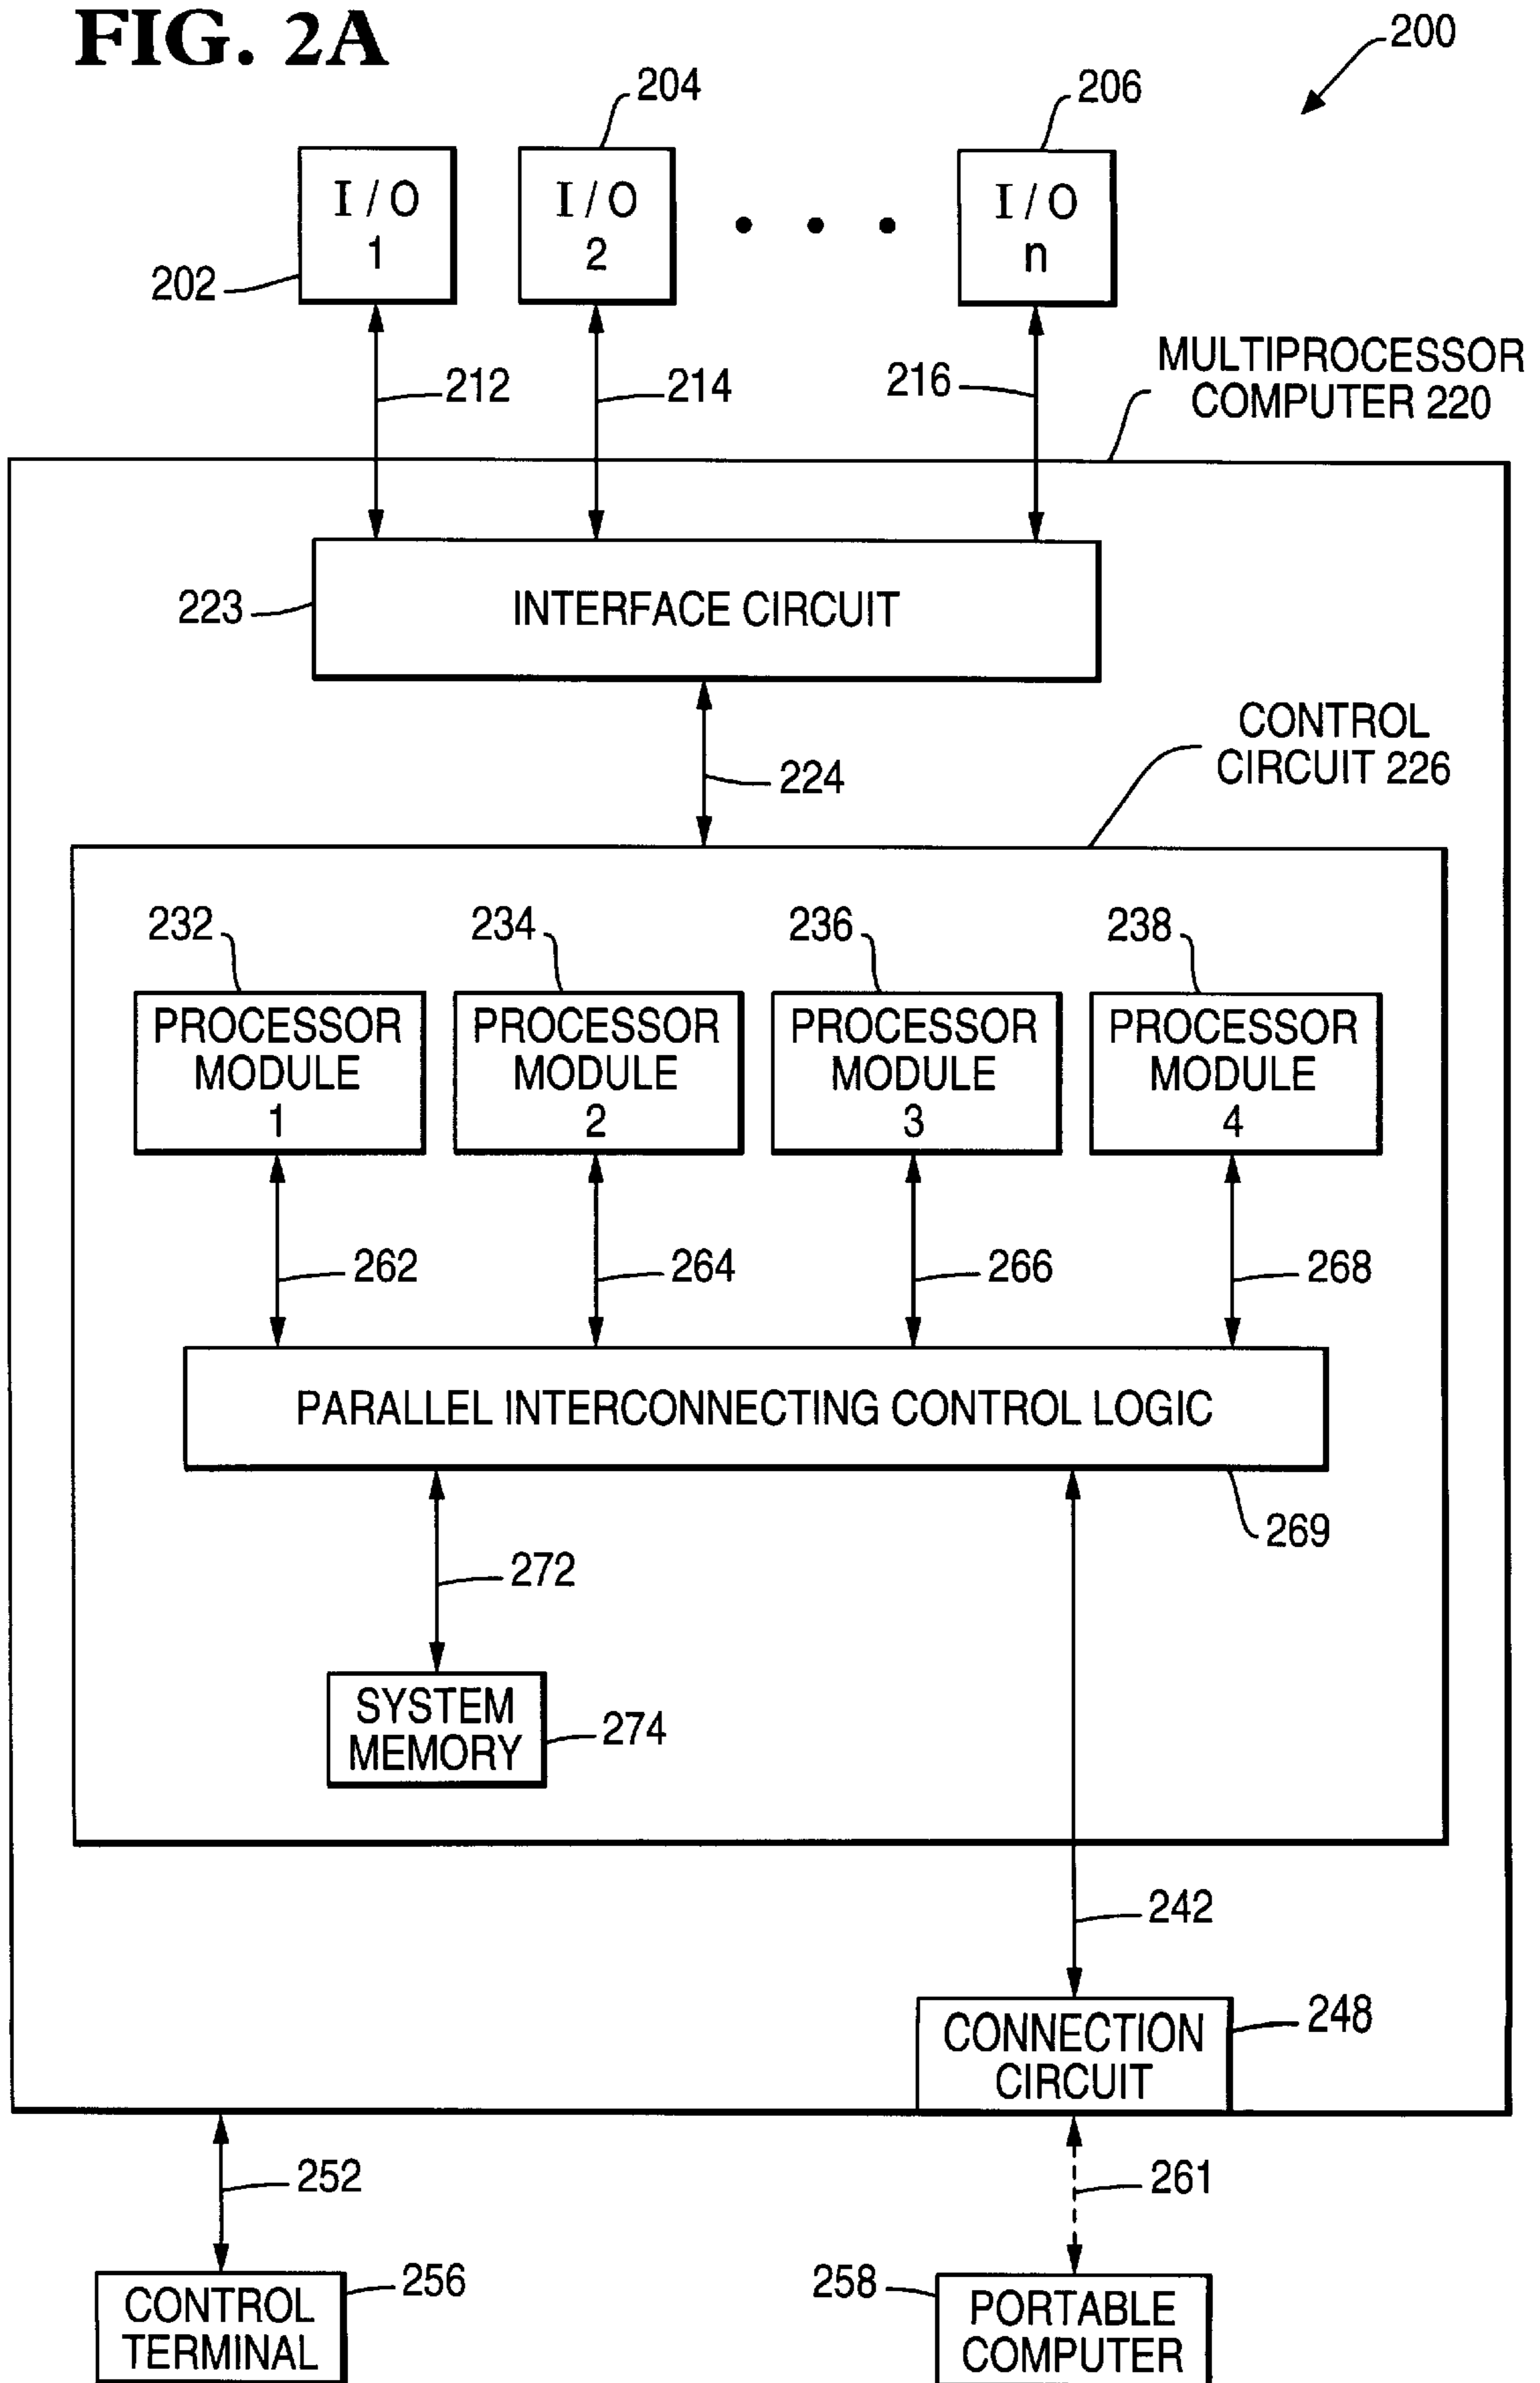 FIG. 2A
200
204
206
I/O
1
I/O
2
. . .
I/O
n
202
212
214
216
MULTIPROCESSOR
COMPUTER 220
223
INTERFACE CIRCUIT
224
CONTROL
CIRCUIT 226
232
234
236
238
PROCESSOR
MODULE
1
PROCESSOR
MODULE
2
PROCESSOR
MODULE
3
PROCESSOR
MODULE
4
262
264
266
268
PARALLEL INTERCONNECTING CONTROL LOGIC
269
272
SYSTEM
MEMORY
274
242
CONNECTION
CIRCUIT
248
252
261
CONTROL
TERMINAL
256
258
PORTABLE
COMPUTER